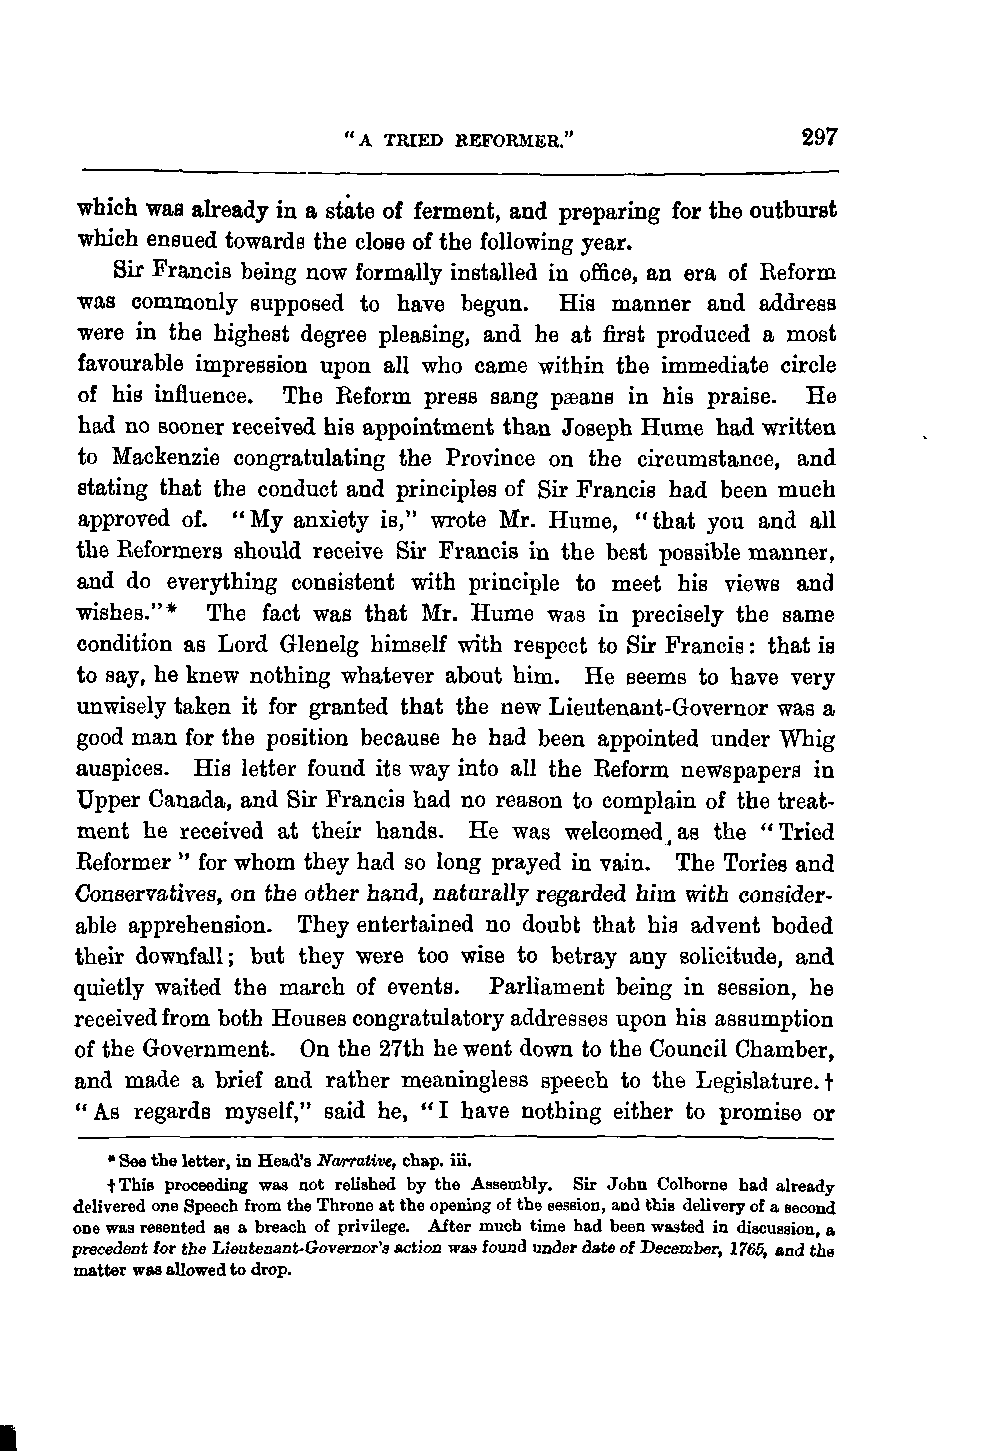 "A TRIED REFORMER." 297
which was already in a state of ferment, and preparing for the outburst
which ensued towards the close of the following year.
Sir Francis being now formally installed in office, an era of Reform
was commonly supposed to have begun. His manner and address
were in the highest degree pleasing, and he at first produced a most
favourable impression upon all who came within the immediate circle
of his influence. The Reform press sang pæans in his praise. He
had no sooner received his appointment than Joseph Hume had written
to Mackenzie congratulating the Province on the circumstance, and
stating that the conduct and principles of Sir Francis had been much
approved of. "My anxiety is," wrote Mr. Hume, "that you and all
the Reformers should receive Sir Francis in the best possible manner,
and do everything consistent with principle to meet his views and
wishes."* The fact was that Mr. Hume was in precisely the same
condition as Lord Glenelg himself with respect to Sir Francis: that is
to say, he knew nothing whatever about him. He seems to have very
unwisely taken it for granted that the new Lieutenant-Governor was a
good man for the position because he had been appointed under Whig
auspices. His letter found its way into all the Reform newspapers in
Upper Canada, and Sir Francis had no reason to complain of the treat-
ment he received at their hands. He was welcomed as the "Tried
Reformer" for whom they had so long prayed in vain. The Tories and
Conservatives, on the other hand, naturally regarded him with consider-
able apprehension. They entertained no doubt that his advent boded
their downfall; but they were too wise to betray any solicitude, and
quietly waited the march of events. Parliament being in session, he
received from both Houses congratulatory addresses upon his assumption
of the Government. On the 27th he went down to the Council Chamber,
and made a brief and rather meaningless speech to the Legislature.†
"As regards myself," said he, "I have nothing either to promise or
*See the letter, in Head's Narrative, chap. iii.
†This proceeding was not relished by the Assembly. Sir John Colborne had already
delivered one Speech from the Throne at the opening of the session, and this delivery of a second
one was resented as a breach of privilege. After much time had been wasted in discussion, a
precedent for the Lieutenant-Governor's action was found under date of December, 1765, and the
matter was allowed to drop.